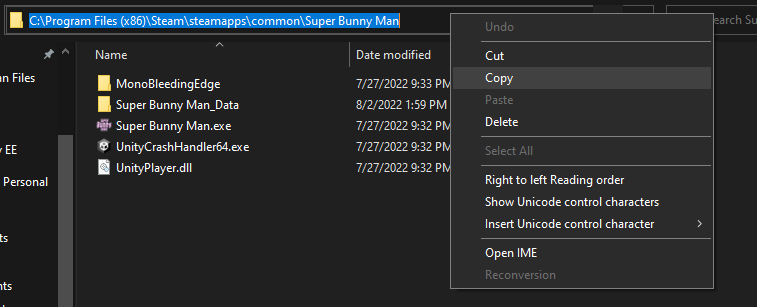 C:\Program Files (x86)\Steam\steamapps\common\Super Bunny Man
Search Su
Name
Date modified
MonoBleedingEdge
7/27/2022 9:33 PM
Super Bunny Man_Data
8/2/2022 1:59 PM
Super Bunny Man.exe
7/27/2022 9:32 PM
UnityCrashHandler64.exe
7/27/2022 9:32 PM
UnityPlayer.dll
7/27/2022 9:32 PM
n Files
y EE
Personal
ts
s
Undo
Cut
Copy
Paste
Delete
Select All
Right to left Reading order
Show Unicode control characters
Insert Unicode control character
Open IME
Reconversion